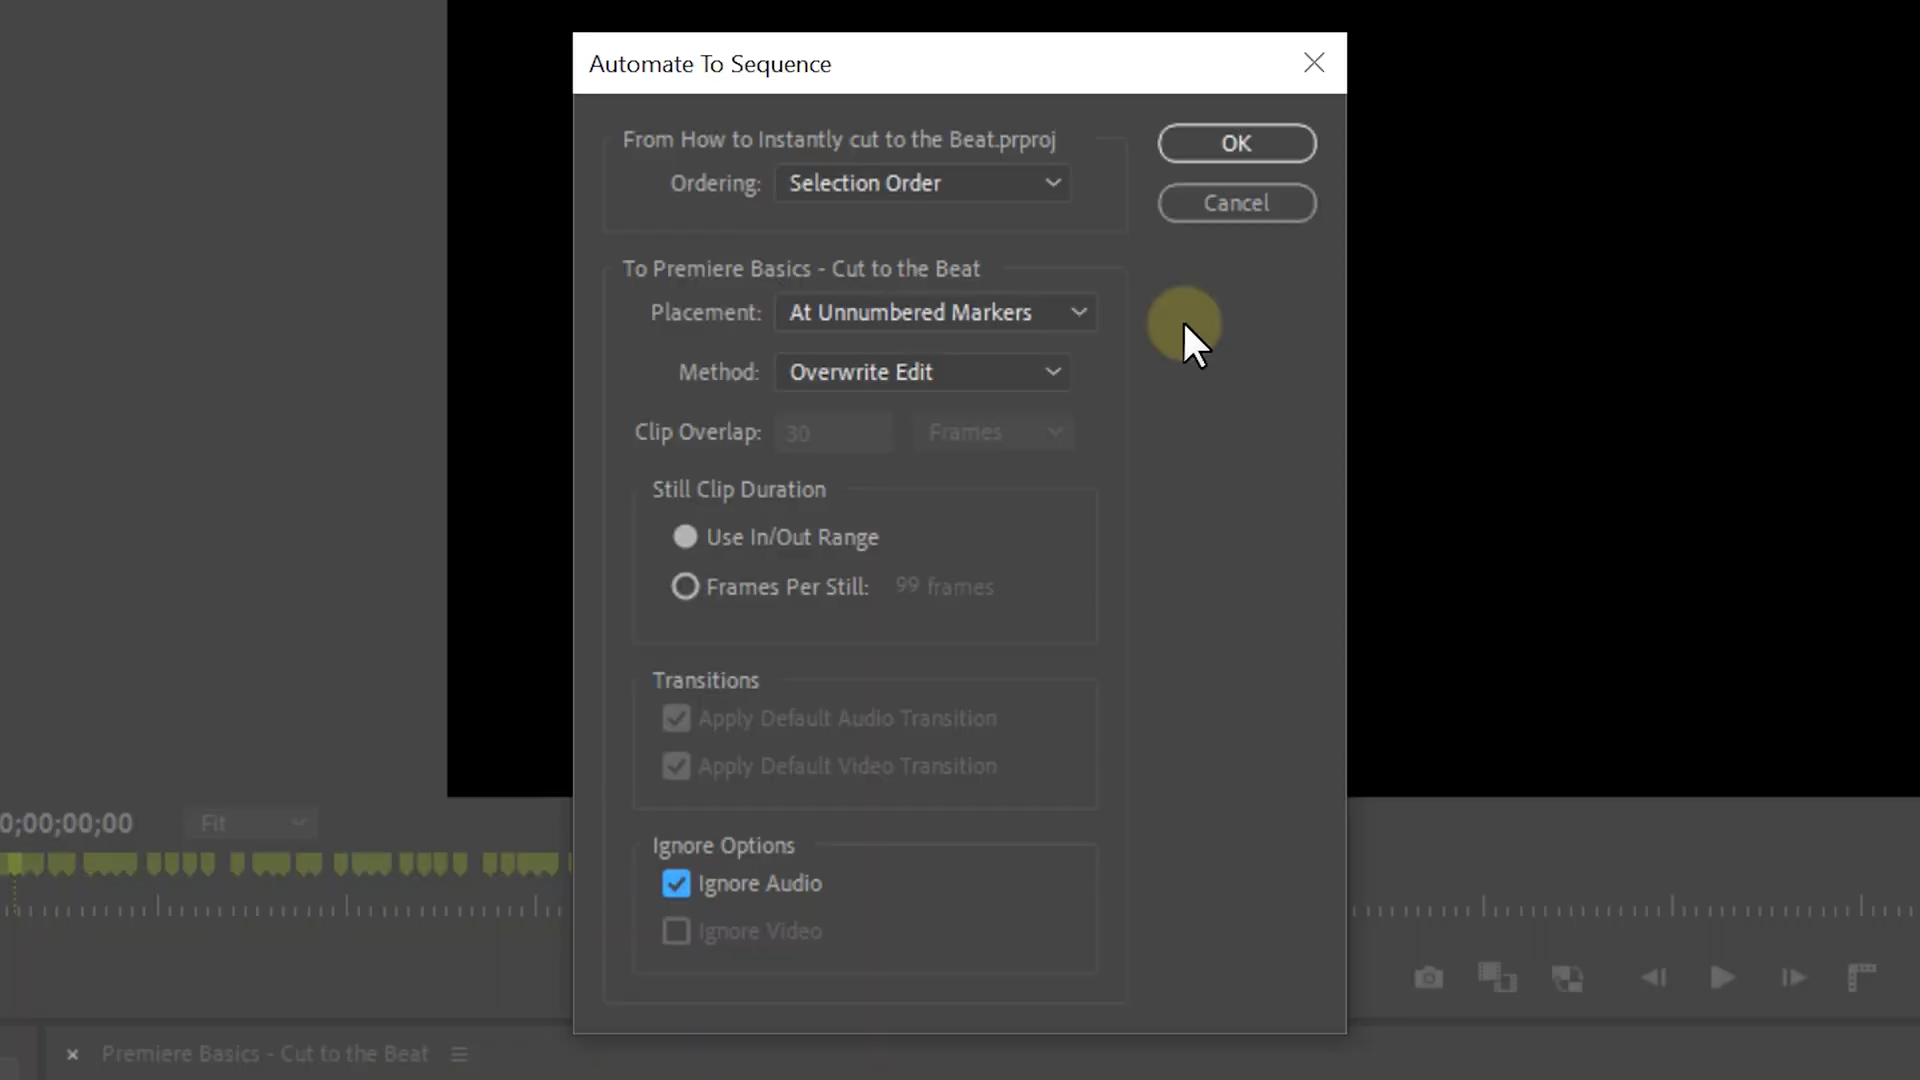 Automate To Sequence
From How to Instantly cut to the Beat.prproj
OK
Ordering: Selection Order
Cancel
To Premiere Basics - Cut to the Beat
Placement: At Unnumbered Markers
Method: Overwrite Edit
Clip Overlap: 30 Frames
Still Clip Duration
Use In/Out Range
Frames Per Still: 99 frames
Transitions
Apply Default Audio Transition
Apply Default Video Transition
0;00;00;00 Fit
Ignore Options
Ignore Audio
Ignore Video
Premiere Basics - Cut to the Beat